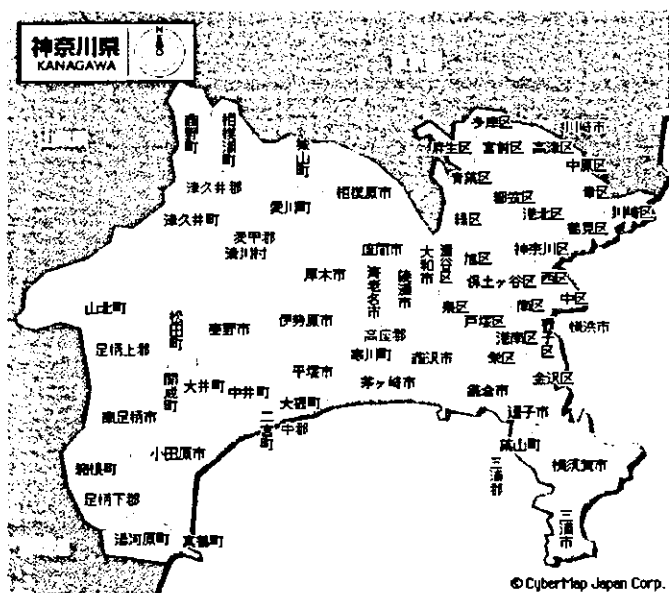 神奈川県
KANAGAWA
多摩区
川崎市
麻生区
宮前区
高津区
中原区
幸区
川崎区
青葉区
都筑区
港北区
鶴見区
緑区
神奈川区
藤野町
相模湖町
城山町
津久井郡
相模原市
津久井町
愛川町
愛甲郡
清川村
座間市
大和市
瀬谷区
旭区
保土ヶ谷区
西区
中区
厚木市
海老名市
綾瀬市
泉区
戸塚区
南区
港南区
磯子区
横浜市
山北町
松田町
秦野市
伊勢原市
高座郡
寒川町
藤沢市
栄区
金沢区
足柄上郡
開成町
大井町
中井町
平塚市
茅ヶ崎市
鎌倉市
逗子市
大磯町
南足柄市
二宮町
中郡
葉山町
横須賀市
箱根町
小田原市
三浦郡
足柄下郡
三浦市
湯河原町
真鶴町
© CyberMap Japan Corp.